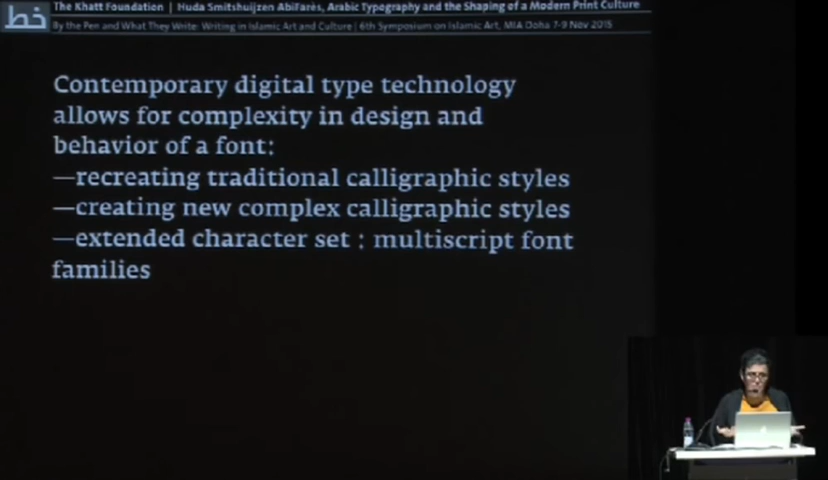 خط
The Khatt Foundation | Huda Smitshuijzen AbiFarès, Arabic Typography and the Shaping of a Modern Print Culture
By the Pen and What They Write: Writing in Islamic Art and Culture | 6th Symposium on Islamic Art, MIA Doha 7-9 Nov 2015
Contemporary digital type technology
allows for complexity in design and
behavior of a font:
—recreating traditional calligraphic styles
—creating new complex calligraphic styles
—extended character set : multiscript font
families